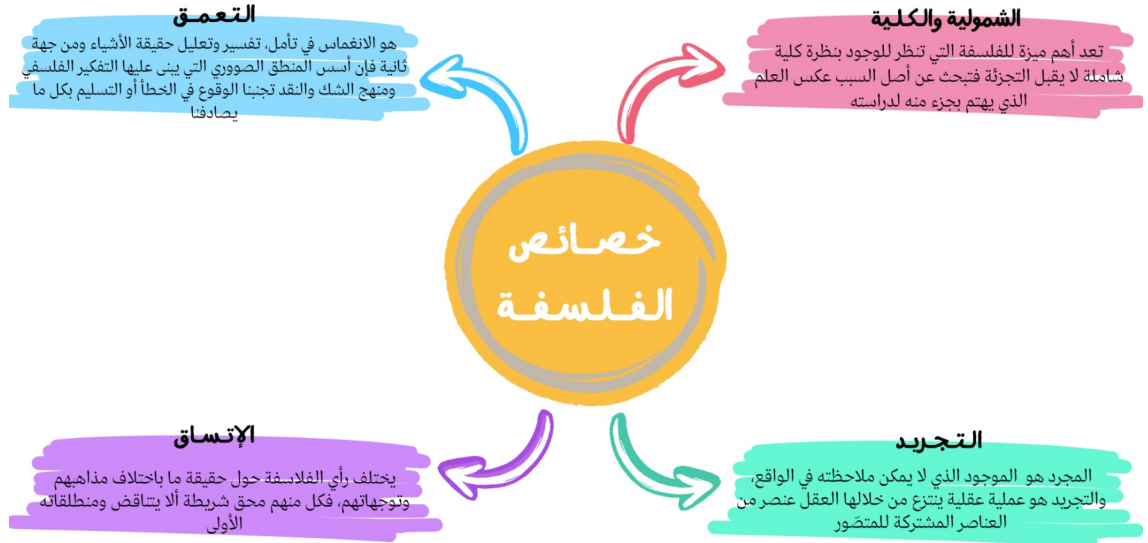 الشمولية والكلية
تعد أهم ميزة للفلسفة التي تنظر للوجود بنظرة كلية
شاملة لا يقبل التجزئة فتبحث عن أصل السبب عكس العلم
الذي يهتم بجزء منه لدراسته
التعمق
هو الانغماس في تأمل، تفسير وتعليل حقيقة الأشياء ومن جهة
ثانية فإن أسس المنطق الصووري التي يبنى عليها التفكير الفلسفي
ومنهج الشك والنقد تجنبنا الوقوع في الخطأ أو التسليم بكل ما
يصادفنا
خصائص
الفلسفة
التجريد
المجرد هو الموجود الذي لا يمكن ملاحظته في الواقع،
والتجريد هو عملية عقلية ينتزع من خلالها العقل عنصر من
العناصر المشتركة للمتصّور
الإتساق
يختلف رأي الفلاسفة حول حقيقة ما باختلاف مذاهبهم
وتوجهاتهم، فكل منهم محق شريطة ألا يتناقض ومنطلقاته
الأولى